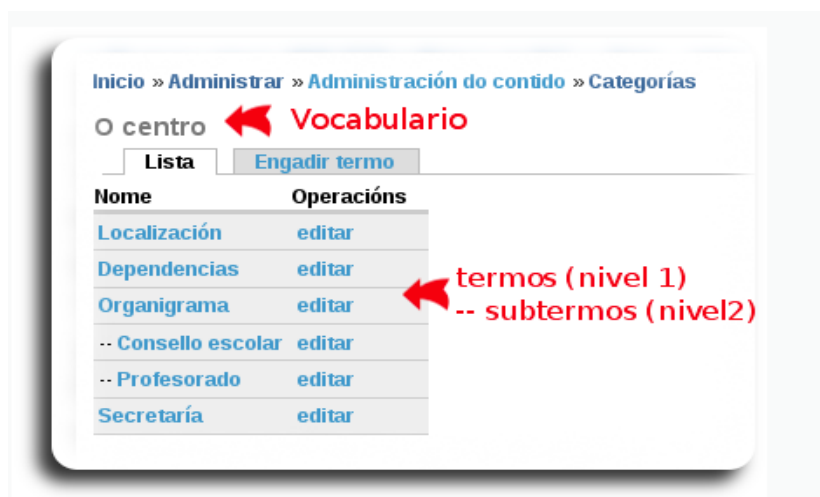 Inicio » Administrar » Administración do contido » Categorías
O centro Vocabulario
Lista Engadir termo
Nome Operacións
Localización editar
Dependencias editar
Organigrama editar
-- Consello escolar editar
-- Profesorado editar
Secretaría editar
termos (nivel 1)
-- subtermos (nivel2)